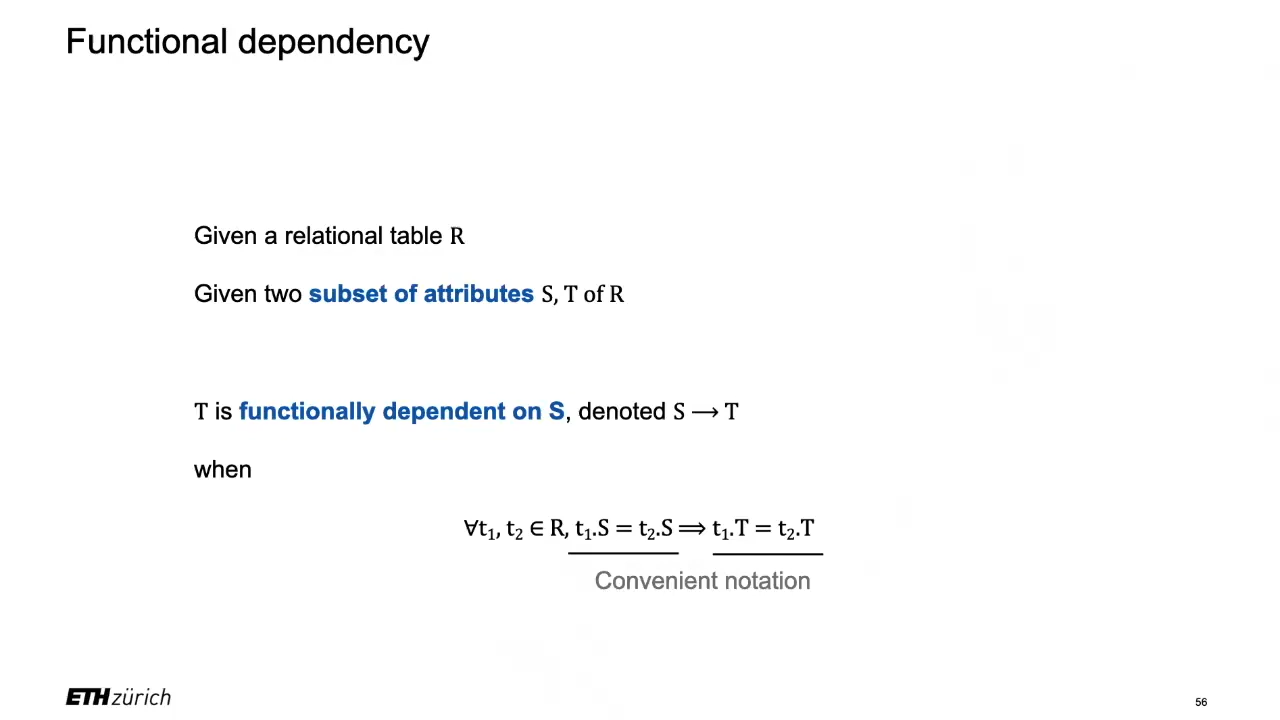 Functional dependency
Given a relational table R
Given two subset of attributes S, T of R
T is functionally dependent on S, denoted S ⟶ T
when
∀t₁, t₂ ∈ R, t₁.S = t₂.S ⟹ t₁.T = t₂.T
Convenient notation
ETH zürich
56